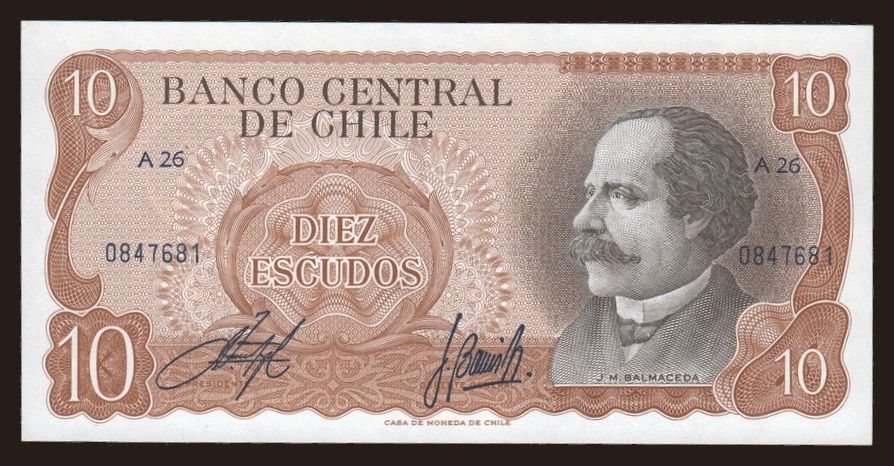 10
10
BANCO CENTRAL
DE CHILE
A 26
A 26
DIEZ
ESCUDOS
0847681
0847681
PRESIDENTE
J. M. BALMACEDA
10
10
CASA DE MONEDA DE CHILE